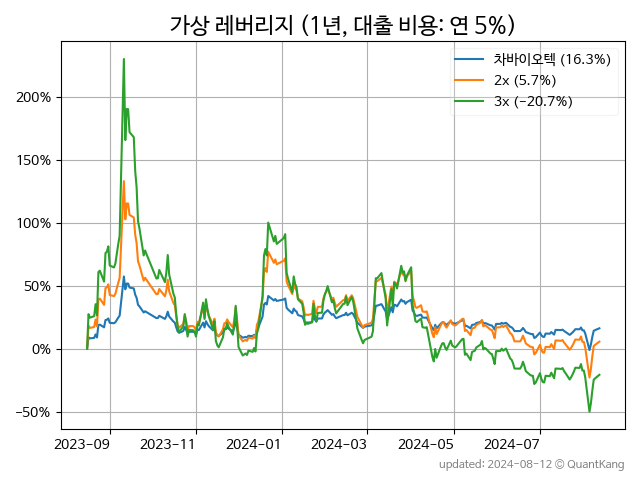 가상 레버리지 (1년, 대출 비용: 연 5%)
차바이오텍 (16.3%)
2x (5.7%)
3x (−20.7%)
200%
150%
100%
50%
0%
−50%
2023-09 2023-11 2024-01 2024-03 2024-05 2024-07
updated: 2024-08-12 © QuantKang